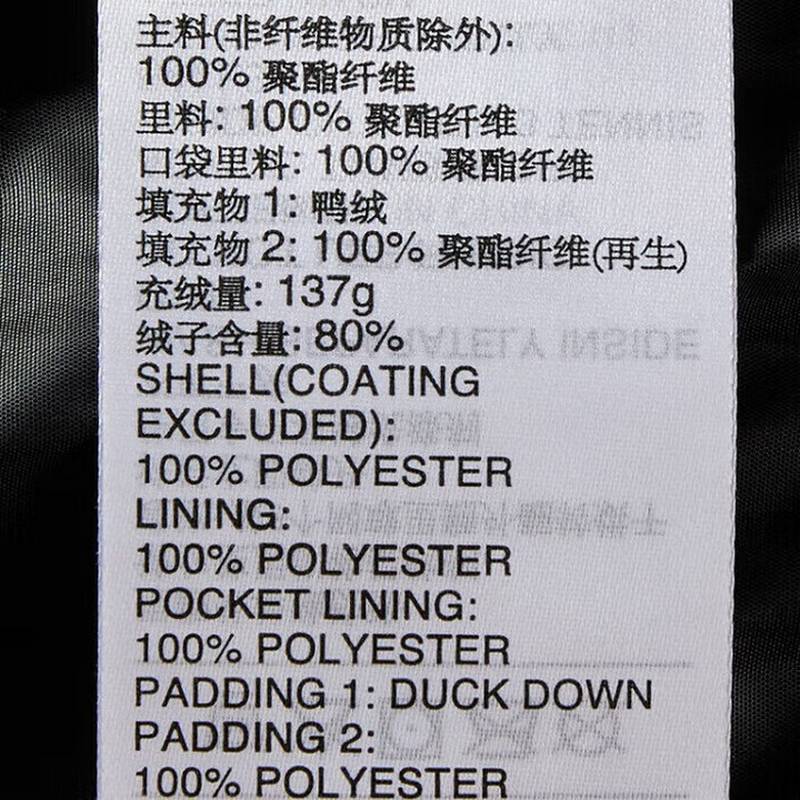 主料(非纤维物质除外):
100% 聚酯纤维
里料: 100% 聚酯纤维
口袋里料: 100% 聚酯纤维
填充物 1: 鸭绒
填充物 2: 100% 聚酯纤维(再生)
充绒量: 137g
绒子含量: 80%
SHELL(COATING
EXCLUDED):
100% POLYESTER
LINING:
100% POLYESTER
POCKET LINING:
100% POLYESTER
PADDING 1: DUCK DOWN
PADDING 2:
100% POLYESTER